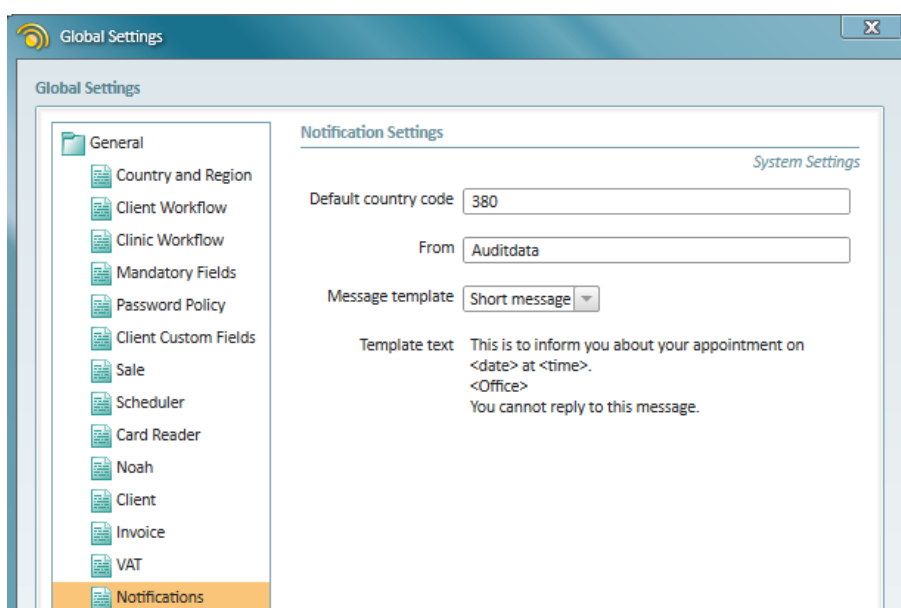 Global Settings
Global Settings
General
Country and Region
Client Workflow
Clinic Workflow
Mandatory Fields
Password Policy
Client Custom Fields
Sale
Scheduler
Card Reader
Noah
Client
Invoice
VAT
Notifications
Notification Settings
System Settings
Default country code 380
From Auditdata
Message template Short message
Template text This is to inform you about your appointment on
<date> at <time>.
<Office>
You cannot reply to this message.